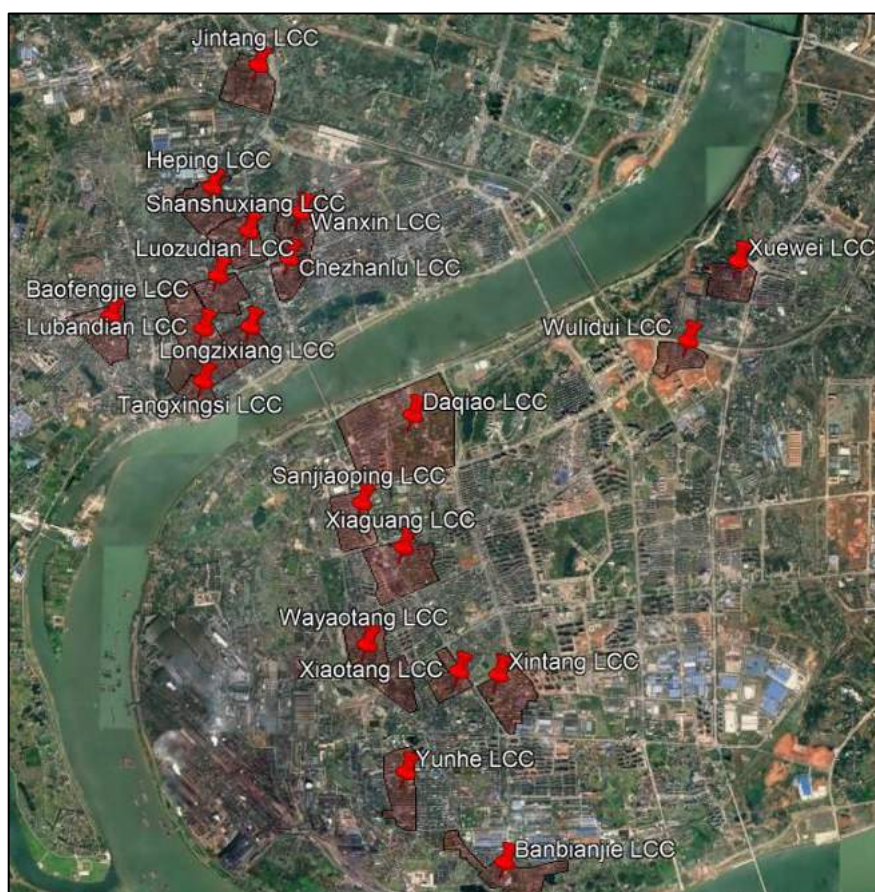 Jintang LCC
Heping LCC
Shanshuxiang LCC
Wanxin LCC
Luozudian LCC
Chezhanlu LCC
Xuewei LCC
Baofengjie LCC
Lubandian LCC
Wulidui LCC
Longzixiang LCC
Tangxingsi LCC
Daqiao LCC
Sanjiaoping LCC
Xiaguang LCC
Wayaotang LCC
Xiaotang LCC
Xintang LCC
Yunhe LCC
Banbianjie LCC